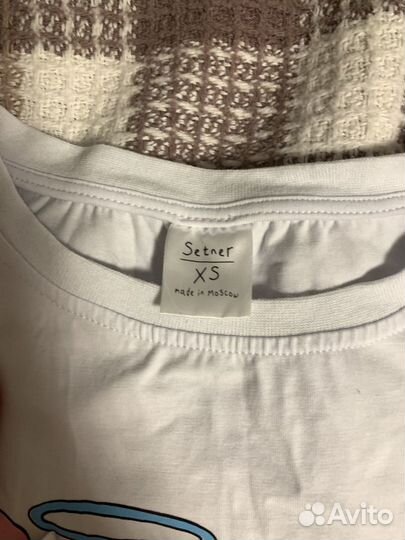 Setner
XS
made in Moscow
Avito